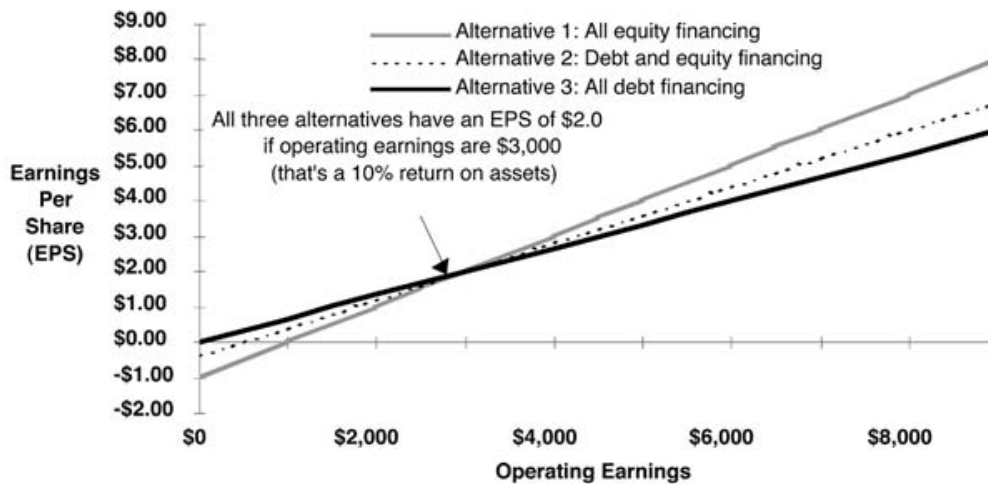 $9.00
$8.00
$7.00
$6.00
$5.00
$4.00
$3.00
$2.00
$1.00
$0.00
-$1.00
-$2.00
Earnings
Per
Share
(EPS)
Alternative 1: All equity financing
Alternative 2: Debt and equity financing
Alternative 3: All debt financing
All three alternatives have an EPS of $2.0
if operating earnings are $3,000
(that's a 10% return on assets)
$0 $2,000 $4,000 $6,000 $8,000
Operating Earnings